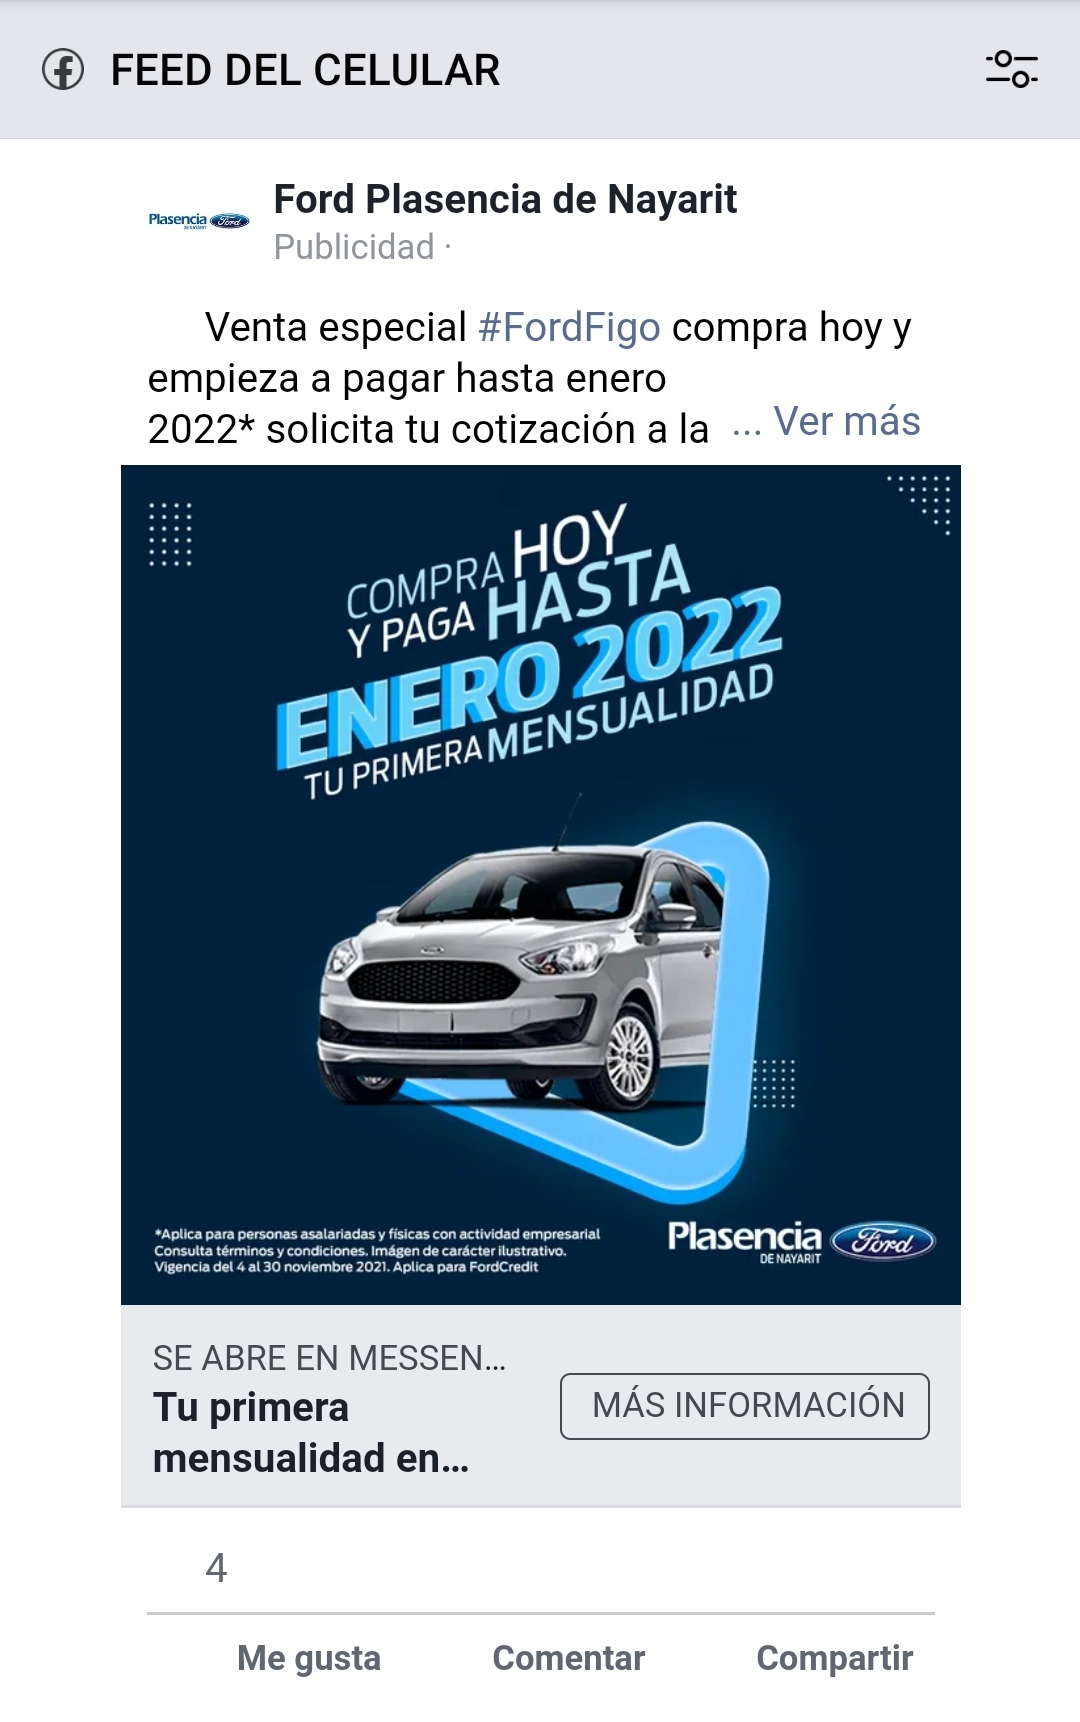 FEED DEL CELULAR
Plasencia Ford
DE NAYARIT
Ford Plasencia de Nayarit
Publicidad ·
Venta especial #FordFigo compra hoy y
empieza a pagar hasta enero
2022* solicita tu cotización a la ... Ver más
COMPRA HOY
Y PAGA HASTA
ENERO 2022
TU PRIMERA MENSUALIDAD
*Aplica para personas asalariadas y físicas con actividad empresarial
Consulta términos y condiciones. Imágen de carácter ilustrativo.
Vigencia del 4 al 30 noviembre 2021. Aplica para FordCredit
Plasencia Ford
DE NAYARIT
SE ABRE EN MESSEN...
Tu primera
mensualidad en...
MÁS INFORMACIÓN
4
Me gusta Comentar Compartir